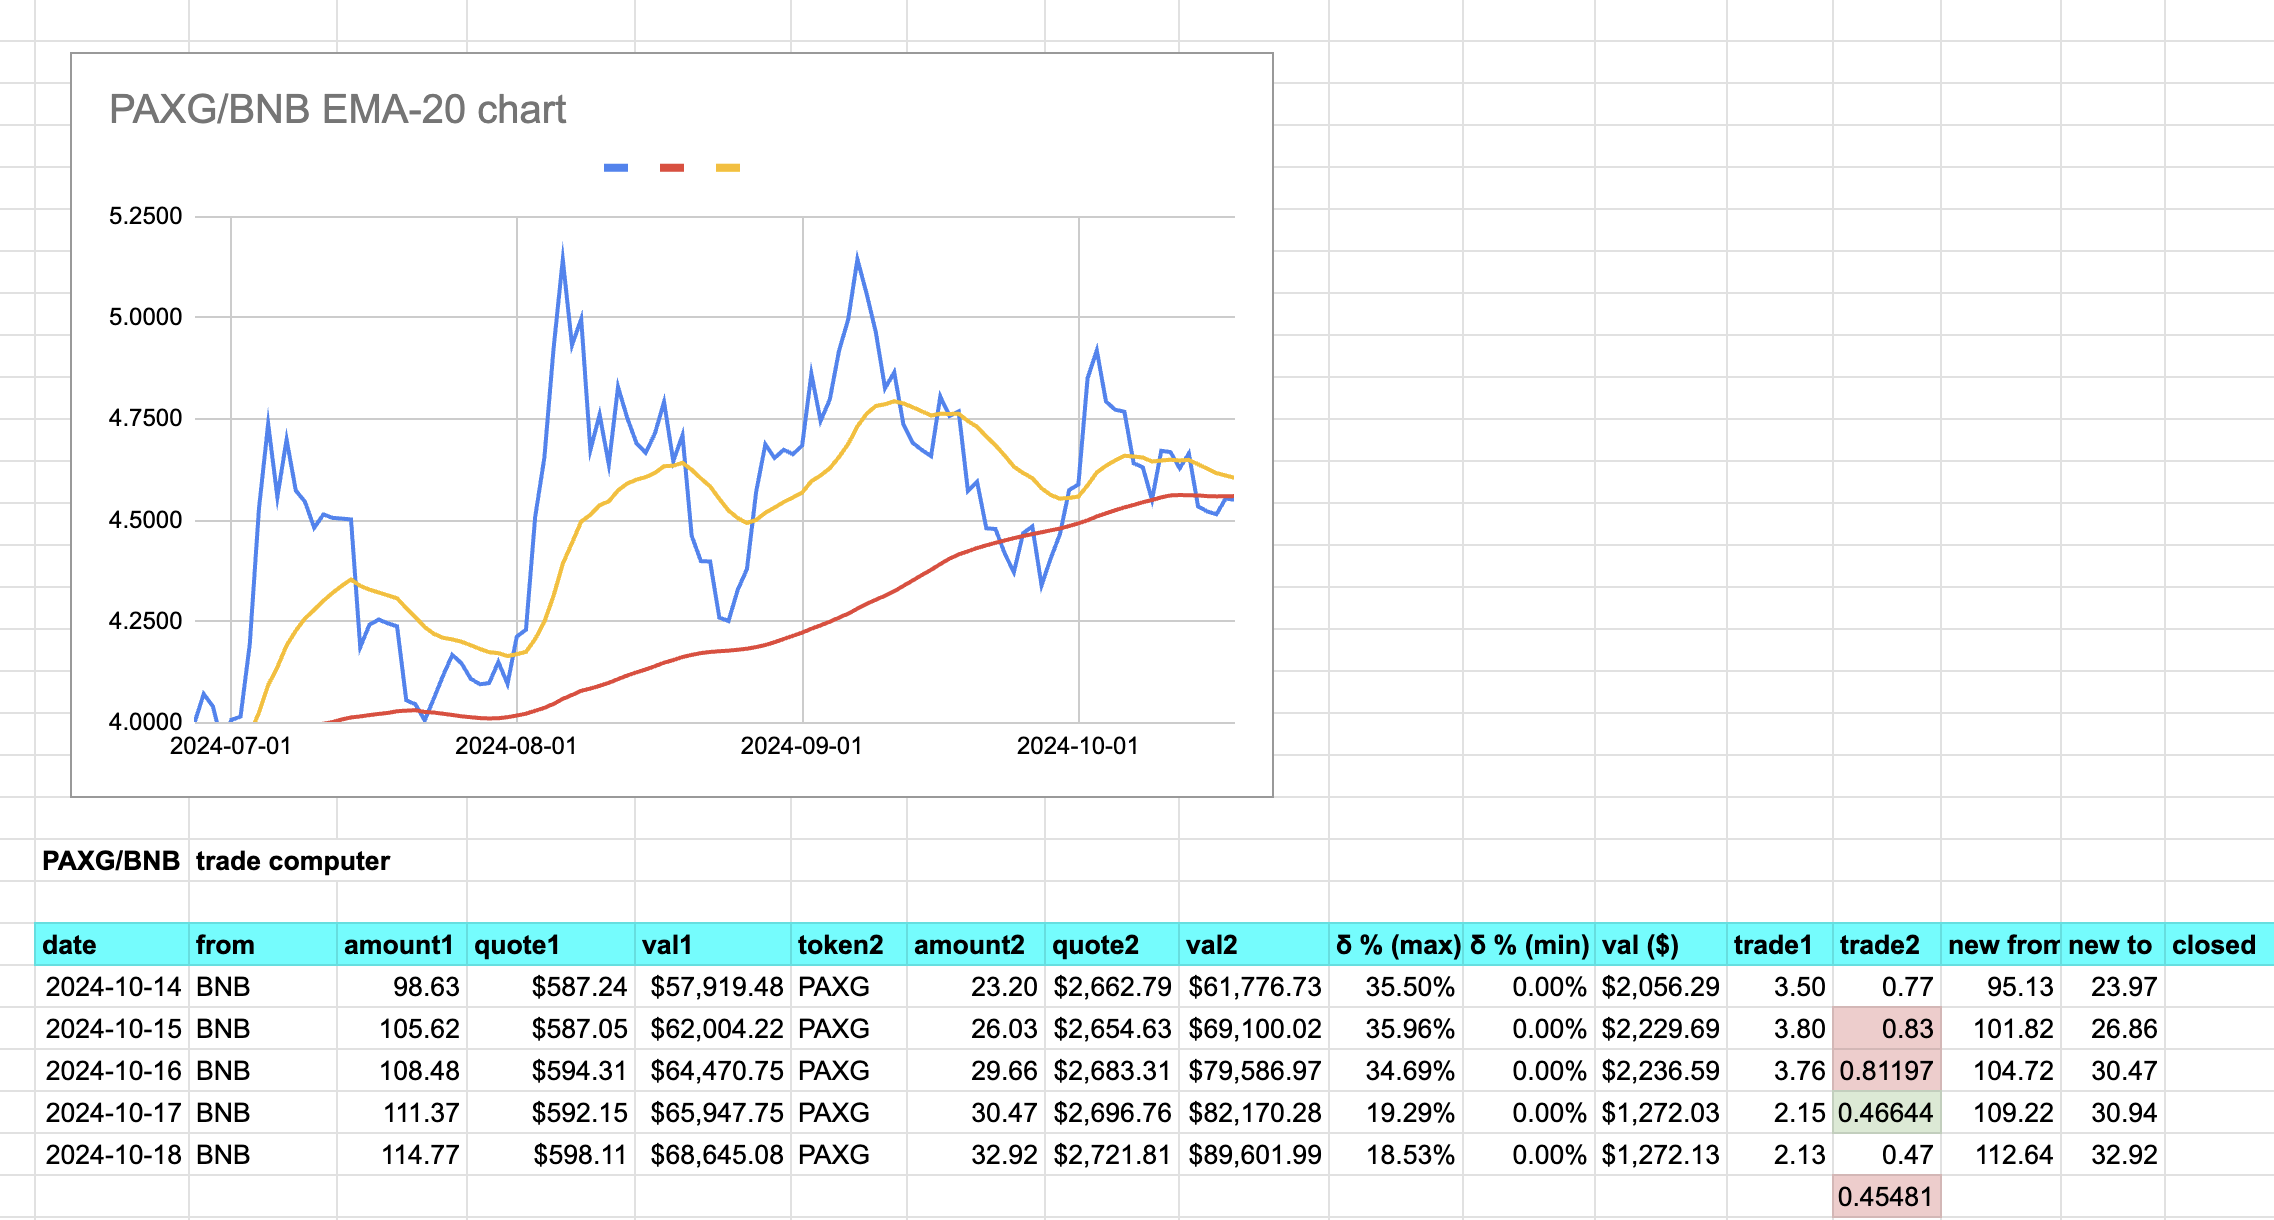 PAXG/BNB EMA-20 chart
5.2500
5.0000
4.7500
4.5000
4.2500
4.0000
2024-07-01 2024-08-01 2024-09-01 2024-10-01
PAXG/BNB trade computer
date from amount1 quote1 val1 token2 amount2 quote2 val2 δ % (max) δ % (min) val ($) trade1 trade2 new from new to closed
2024-10-14 BNB 98.63 $587.24 $57,919.48 PAXG 23.20 $2,662.79 $61,776.73 35.50% 0.00% $2,056.29 3.50 0.77 95.13 23.97
2024-10-15 BNB 105.62 $587.05 $62,004.22 PAXG 26.03 $2,654.63 $69,100.02 35.96% 0.00% $2,229.69 3.80 0.83 101.82 26.86
2024-10-16 BNB 108.48 $594.31 $64,470.75 PAXG 29.66 $2,683.31 $79,586.97 34.69% 0.00% $2,236.59 3.76 0.81197 104.72 30.47
2024-10-17 BNB 111.37 $592.15 $65,947.75 PAXG 30.47 $2,696.76 $82,170.28 19.29% 0.00% $1,272.03 2.15 0.46644 109.22 30.94
2024-10-18 BNB 114.77 $598.11 $68,645.08 PAXG 32.92 $2,721.81 $89,601.99 18.53% 0.00% $1,272.13 2.13 0.47 112.64 32.92
0.45481